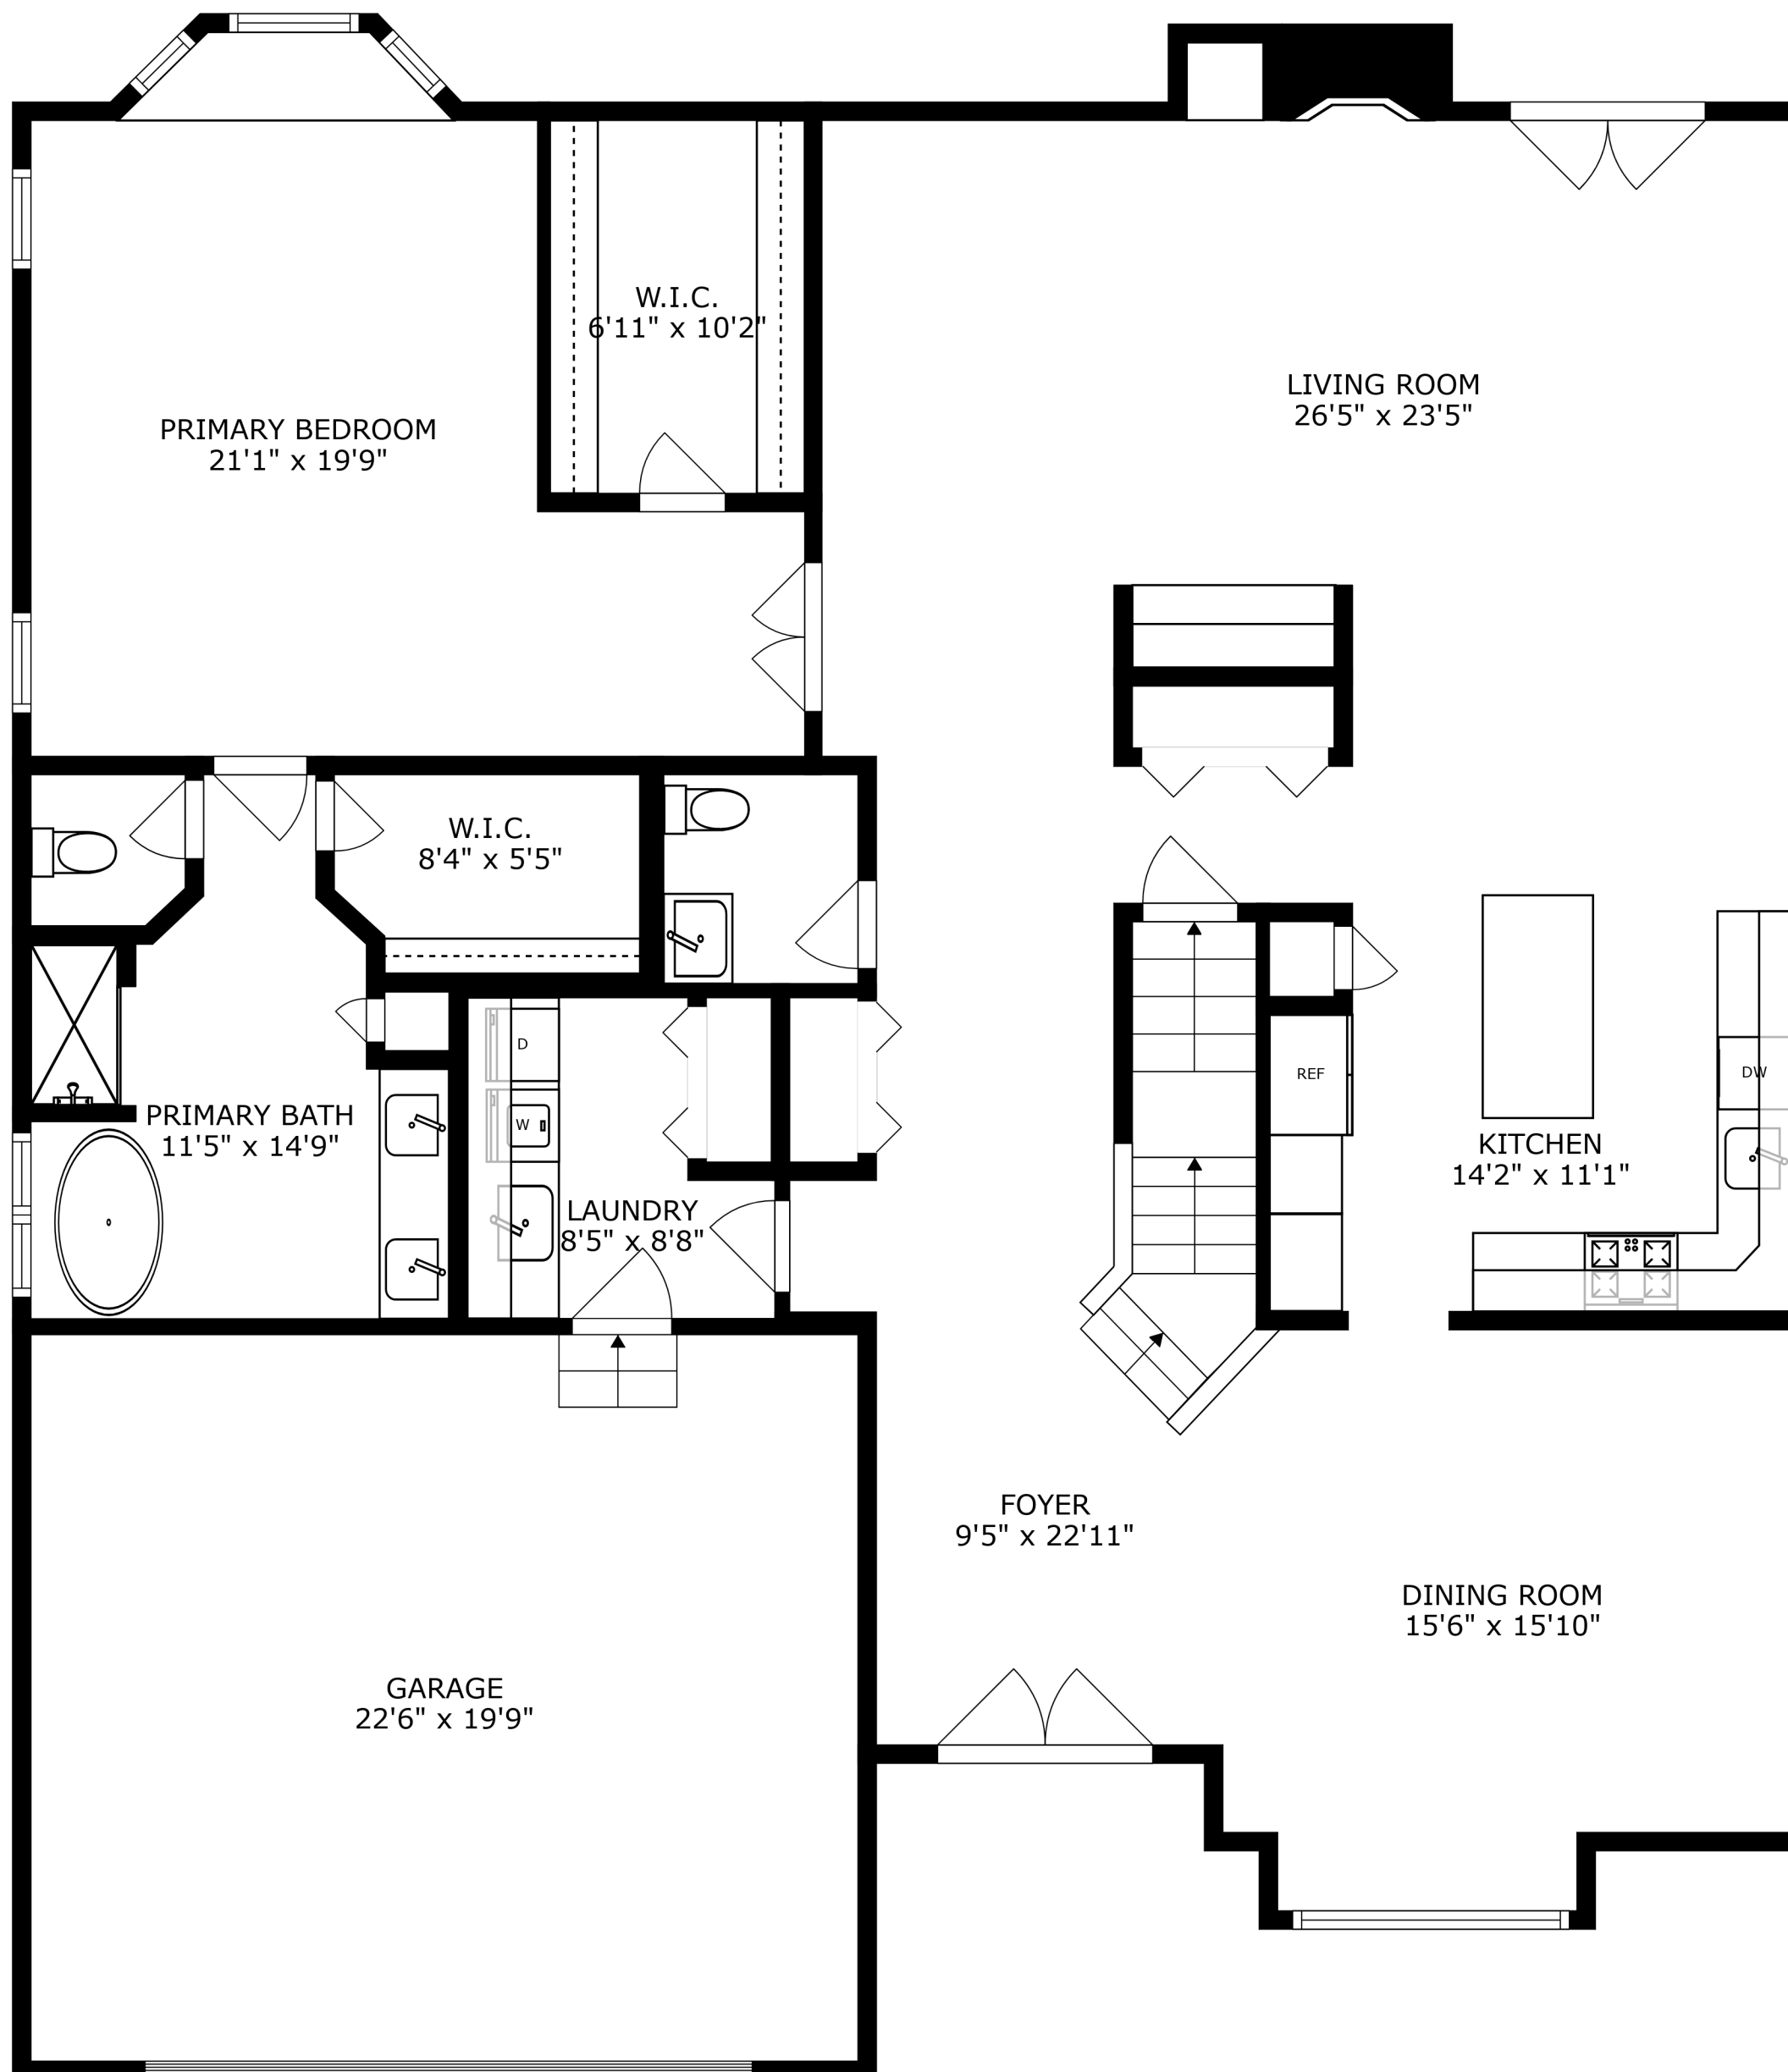 W.I.C.
6'11" x 10'2"
LIVING ROOM
26'5" x 23'5"
PRIMARY BEDROOM
21'1" x 19'9"
W.I.C.
8'4" x 5'5"
D
REF
DW
W
PRIMARY BATH
11'5" x 14'9"
KITCHEN
14'2" x 11'1"
LAUNDRY
8'5" x 8'8"
FOYER
9'5" x 22'11"
DINING ROOM
15'6" x 15'10"
GARAGE
22'6" x 19'9"